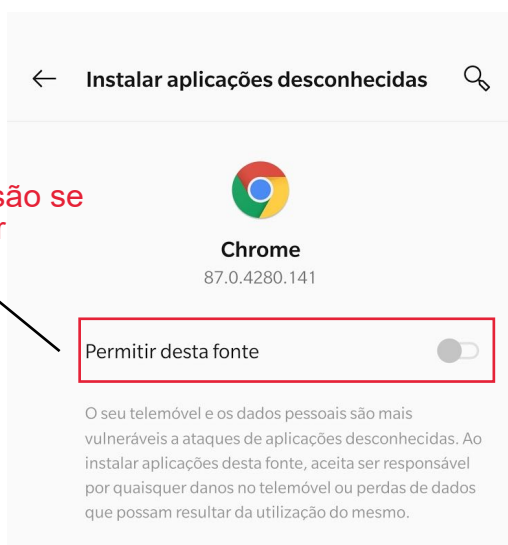 Instalar aplicações desconhecidas
são se
r
Chrome
87.0.4280.141
Permitir desta fonte
O seu telemóvel e os dados pessoais são mais
vulneráveis a ataques de aplicações desconhecidas. Ao
instalar aplicações desta fonte, aceita ser responsável
por quaisquer danos no telemóvel ou perdas de dados
que possam resultar da utilização do mesmo.